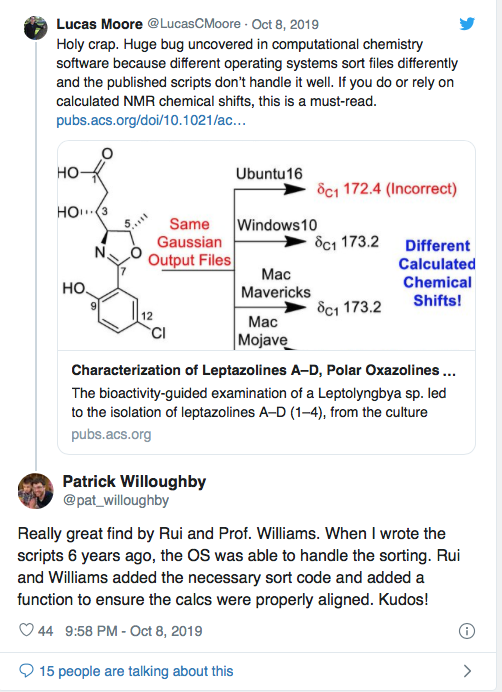 Lucas Moore @LucasCMoore · Oct 8, 2019
Holy crap. Huge bug uncovered in computational chemistry
software because different operating systems sort files differently
and the published scripts don't handle it well. If you do or rely on
calculated NMR chemical shifts, this is a must-read.
pubs.acs.org/doi/10.1021/ac...
O
HO
1
HO
3
5
N
O
7
HO
9
12
Cl
Same
Gaussian
Output Files
Ubuntu16
δC1 172.4 (Incorrect)
Windows10
δC1 173.2
Mac
Mavericks
δC1 173.2
Mac
Mojave
Different
Calculated
Chemical
Shifts!
Characterization of Leptazolines A–D, Polar Oxazolines ...
The bioactivity-guided examination of a Leptolyngbya sp. led
to the isolation of leptazolines A–D (1–4), from the culture
pubs.acs.org
Patrick Willoughby
@pat_willoughby
Really great find by Rui and Prof. Williams. When I wrote the
scripts 6 years ago, the OS was able to handle the sorting. Rui
and Williams added the necessary sort code and added a
function to ensure the calcs were properly aligned. Kudos!
44 9:58 PM - Oct 8, 2019
15 people are talking about this